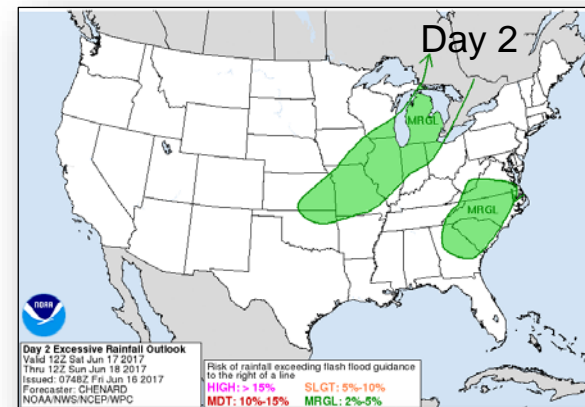 Day 2
MRGL
MRGL
NOAA
Day 2 Excessive Rainfall Outlook
Valid 12Z Sat Jun 17 2017
Thru 12Z Sun Jun 18 2017
Issued: 0748Z Fri Jun 16 2017
Forecaster: CHENARD
NOAA/NWS/NCEP/WPC
Risk of rainfall exceeding flash flood guidance
to the right of a line
HIGH: > 15% SLGT: 5%-10%
MDT: 10%-15% MRGL: 2%-5%